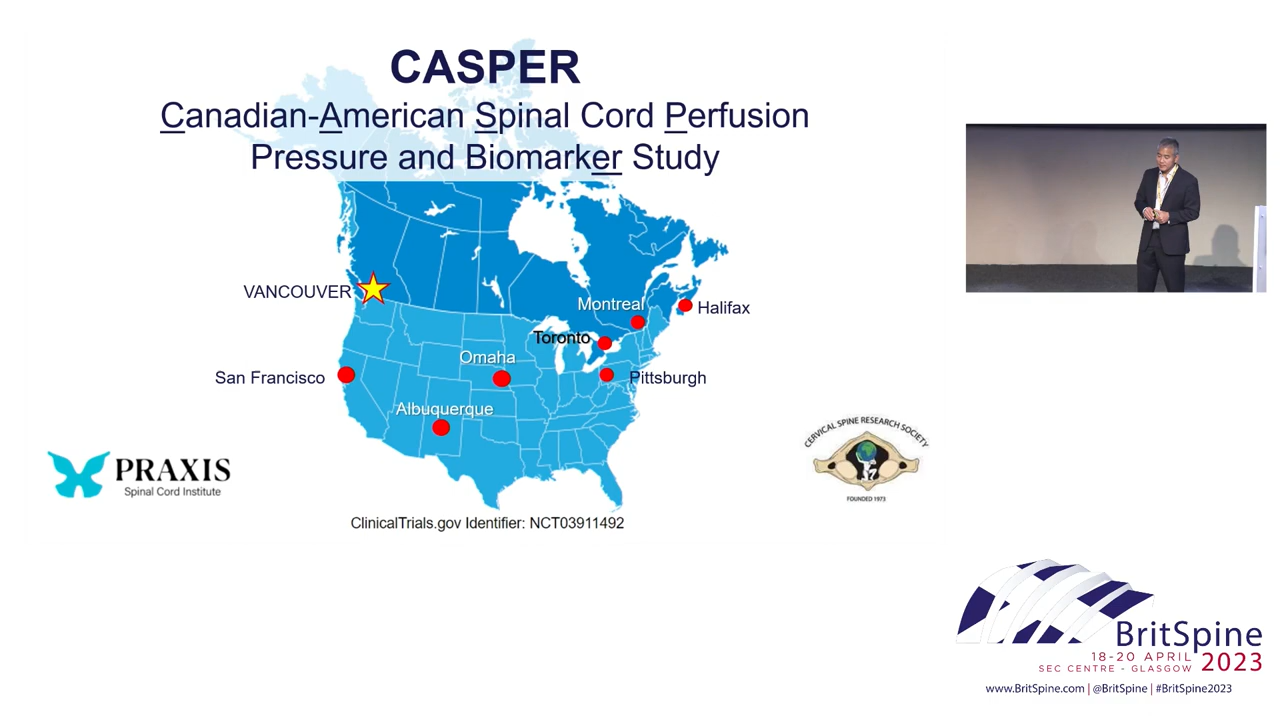 CASPER
Canadian-American Spinal Cord Perfusion
Pressure and Biomarker Study
VANCOUVER
Montreal
Halifax
Toronto
Omaha
San Francisco
Pittsburgh
Albuquerque
PRAXIS
Spinal Cord Institute
CERVICAL SPINE RESEARCH SOCIETY
FOUNDED 1973
ClinicalTrials.gov Identifier: NCT03911492
BritSpine
18-20 APRIL 2023
SEC CENTRE - GLASGOW
www.BritSpine.com | @BritSpine | #BritSpine2023